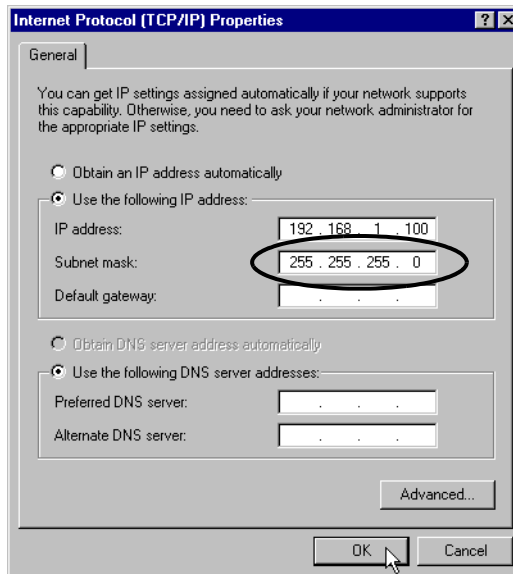 Internet Protocol (TCP/IP) Properties
General
You can get IP settings assigned automatically if your network supports
this capability. Otherwise, you need to ask your network administrator for
the appropriate IP settings.
Obtain an IP address automatically
Use the following IP address:
IP address: 192 . 168 . 1 . 100
Subnet mask: 255 . 255 . 255 . 0
Default gateway: . . .
Obtain DNS server address automatically
Use the following DNS server addresses:
Preferred DNS server: . . .
Alternate DNS server: . . .
Advanced...
OK Cancel